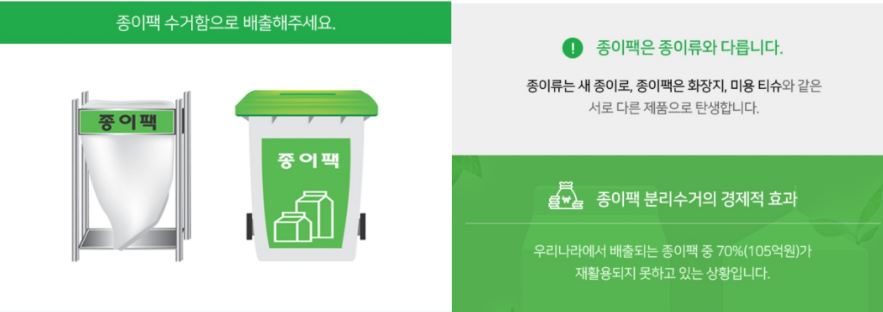 종이팩 수거함으로 배출해주세요.
종이팩
종이팩
종이팩은 종이류와 다릅니다.
종이류는 새 종이로, 종이팩은 화장지, 미용 티슈와 같은
서로 다른 제품으로 탄생합니다.
종이팩 분리수거의 경제적 효과
우리나라에서 배출되는 종이팩 중 70%(105억원)가
재활용되지 못하고 있는 상황입니다.